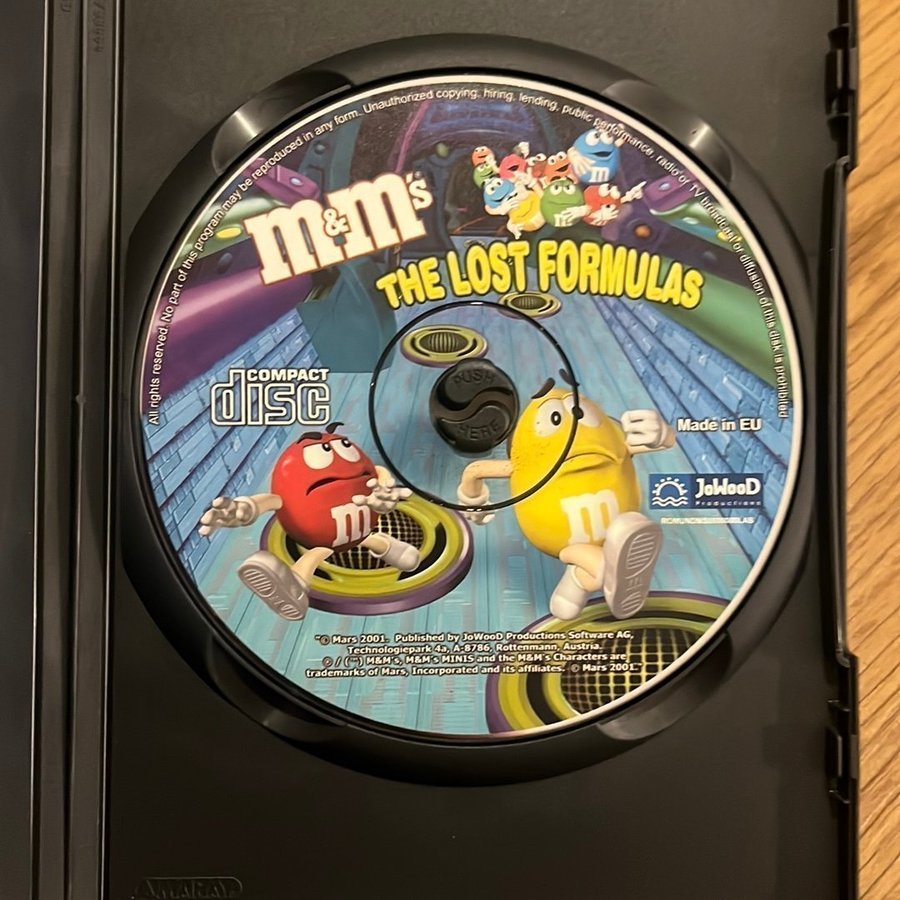 All rights reserved. No part of this program may be reproduced in any form. Unauthorized copying, hiring, lending, public performance, radio or TV broadcast or diffusion of this disk is prohibited
m&m's
THE LOST FORMULAS
PUSH
HERE
COMPACT
disc
Made in EU
JoWooD
Productions
m
m
"© Mars 2001. Published by JoWooD Productions Software AG,
Technologiepark 4a, A-8786, Rottenmann, Austria.
M&M's, M&M's MINIS and the M&M's Characters are
trademarks of Mars, Incorporated and its affiliates. © Mars 2001."
AMARAY